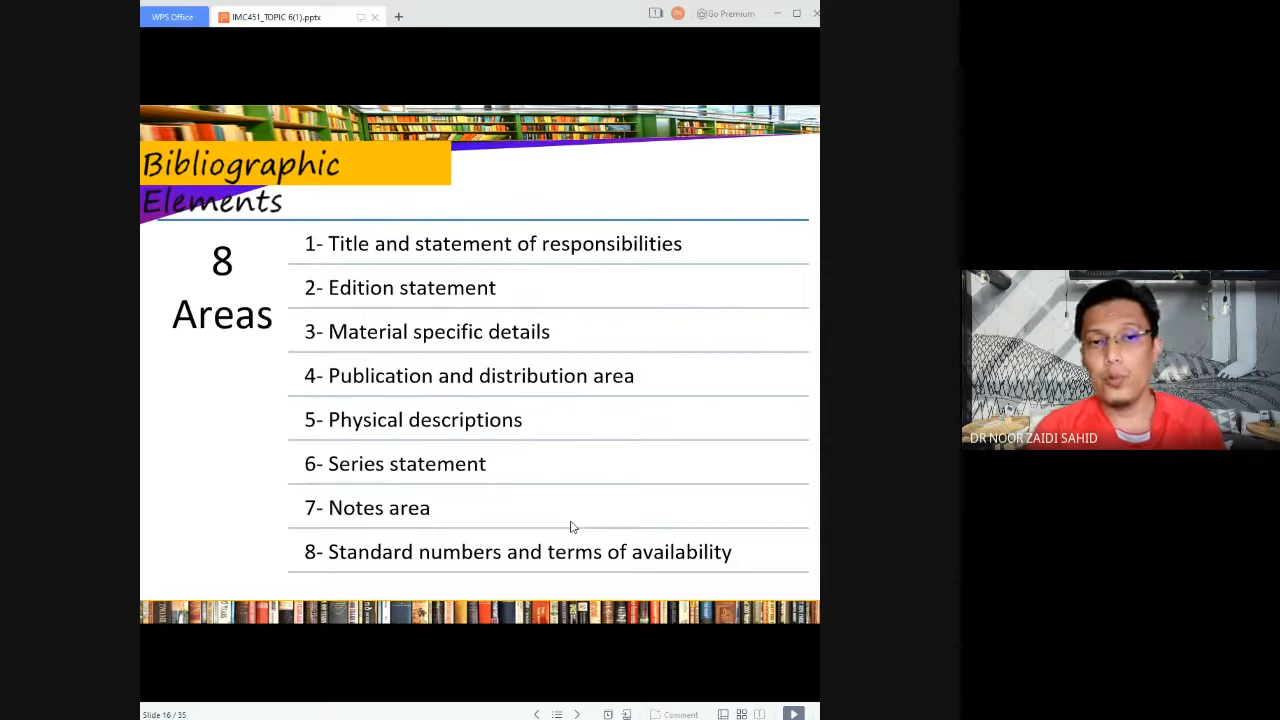 WPS Office
IMC451_TOPIC 6(1).pptx
1
Go Premium
Bibliographic
Elements
8
Areas
1- Title and statement of responsibilities
2- Edition statement
3- Material specific details
4- Publication and distribution area
5- Physical descriptions
6- Series statement
7- Notes area
8- Standard numbers and terms of availability
DR NOOR ZAIDI SAHID
Slide 16 / 35
Comment